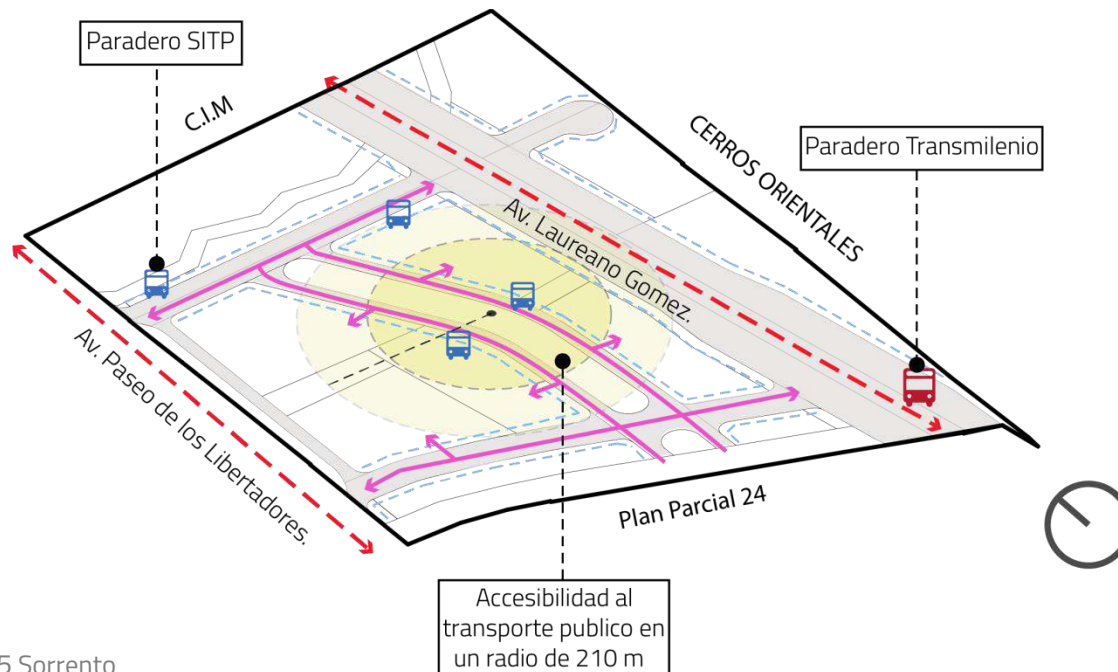 Paradero SITP
C.I.M
CERROS ORIENTALES
Paradero Transmilenio
Av. Laureano Gomez.
Av. Paseo de los Libertadores.
Plan Parcial 24
Accesibilidad al
transporte publico en
un radio de 210 m
5 Sorrento